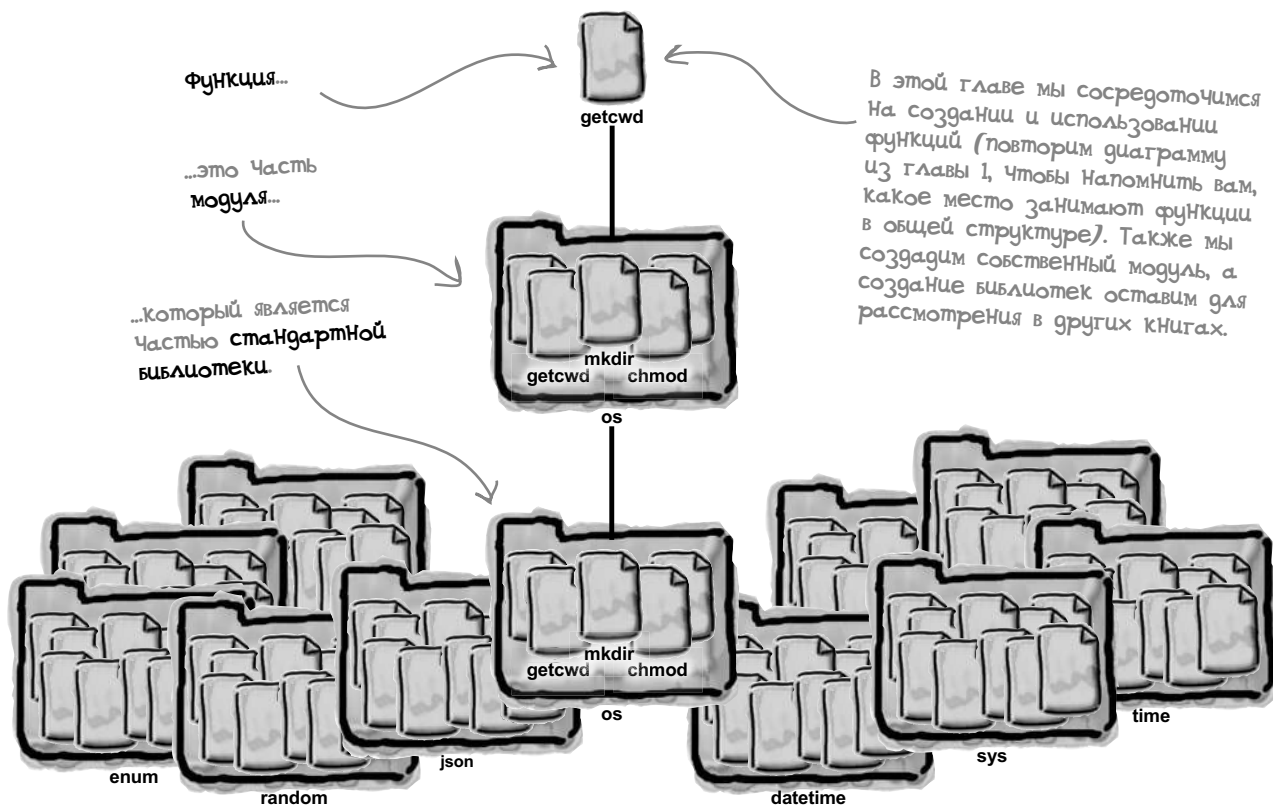 Функция...
getcwd
...это часть
модуля...
В этой главе мы сосредоточимся
на создании и использовании
функций (повторим диаграмму
из главы 1, чтобы напомнить вам,
какое место занимают функции
в общей структуре). Также мы
создадим собственный модуль, а
создание библиотек оставим для
рассмотрения в других книгах.
...который является
частью стандартной
библиотеки.
mkdir
getcwd chmod
os
mkdir
getcwd chmod
os
enum
random
json
datetime
sys
time